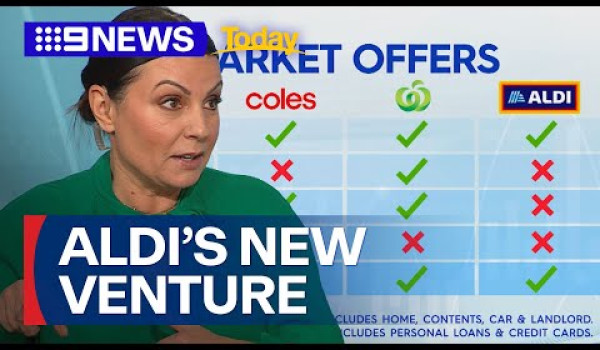 9NEWS
Today
ARKET OFFERS
coles
ALDI
ALDI'S NEW
VENTURE
CLUDES HOME, CONTENTS, CAR & LANDLORD.
CLUDES PERSONAL LOANS & CREDIT CARDS.